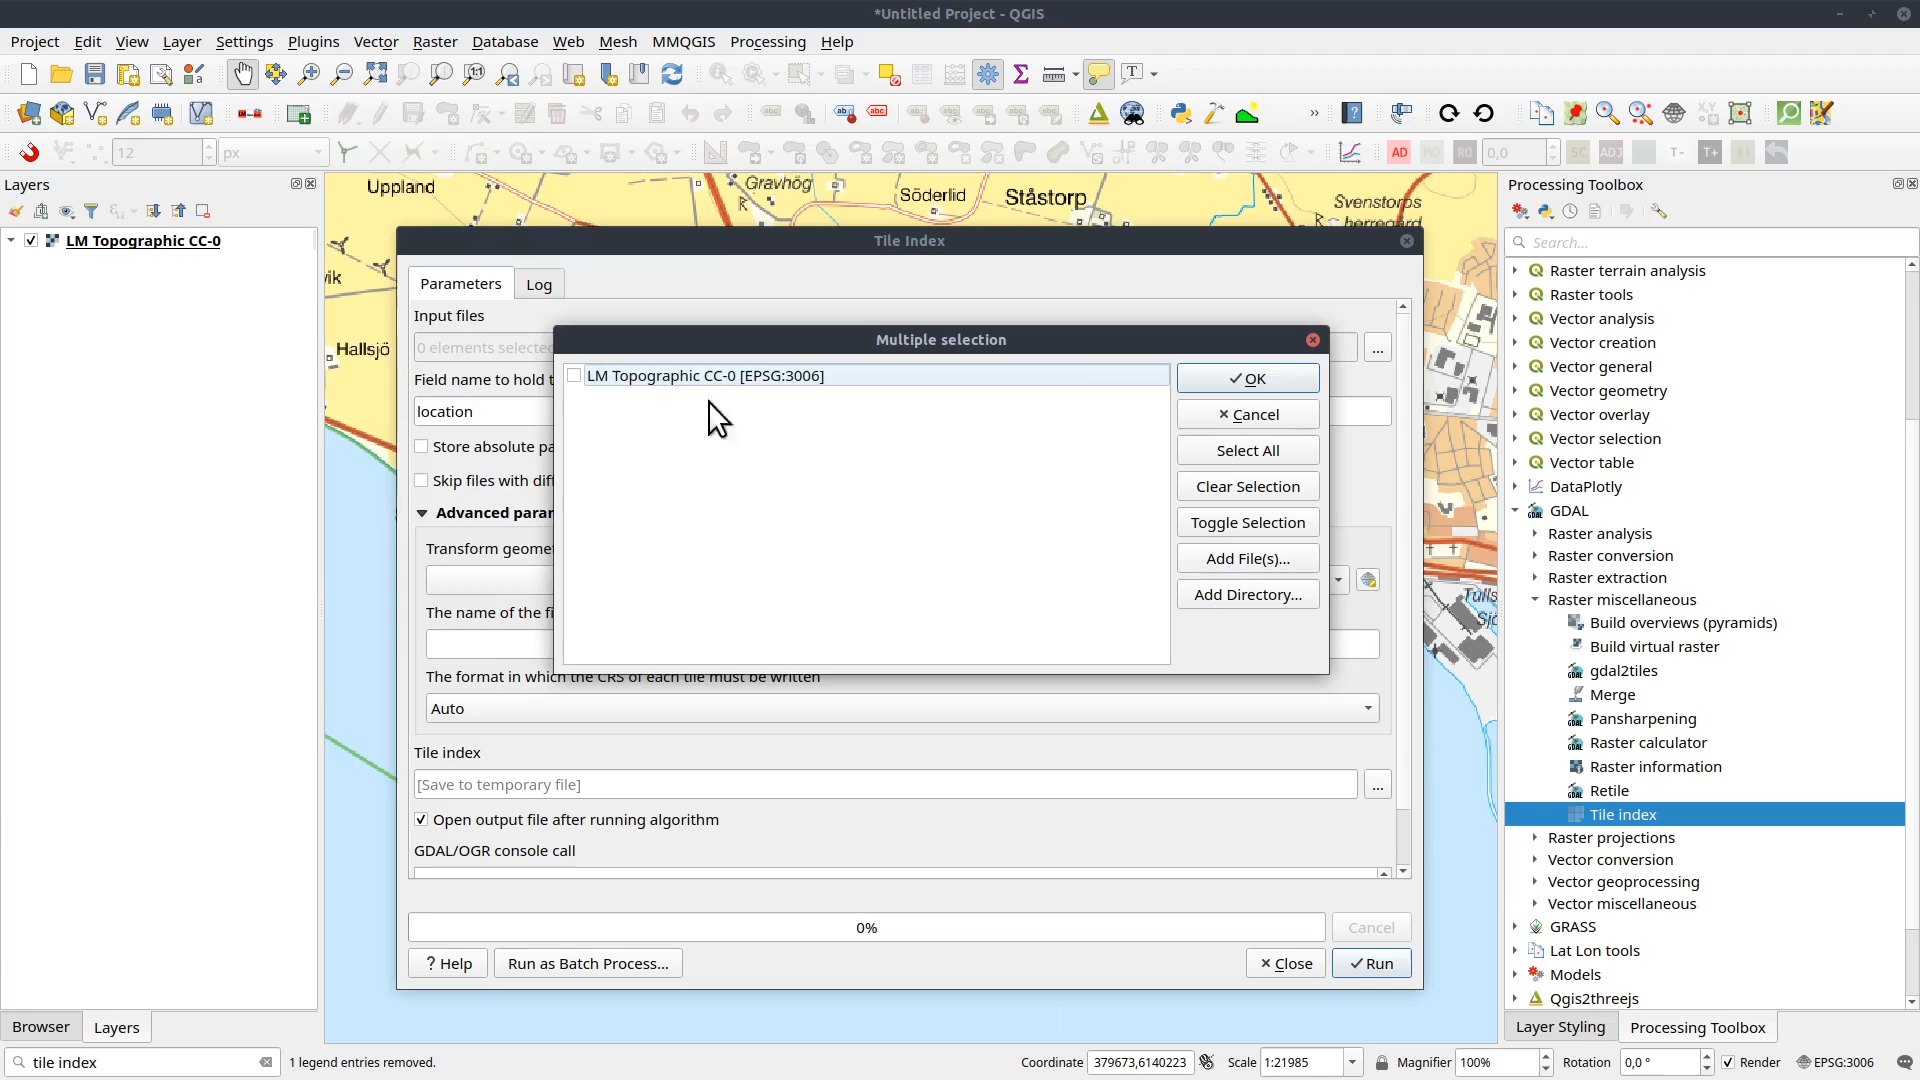 *Untitled Project - QGIS
Project Edit View Layer Settings Plugins Vector Raster Database Web Mesh MMQGIS Processing Help
12
px
0,0
AD
Layers
LM Topographic CC-0
Uppland
Gravhög
Söderlid
Ståstorp
Svenstorps
herregård
Hallsjö
Tile Index
Parameters
Log
Input files
0 elements selected
...
Field name to hold t
location
Store absolute pa
Skip files with diff
Advanced param
Transform geomet
The name of the fi
The format in which the CRS of each tile must be written
Auto
Tile index
[Save to temporary file]
...
Open output file after running algorithm
GDAL/OGR console call
0%
Cancel
? Help
Run as Batch Process...
Close
Run
Multiple selection
LM Topographic CC-0 [EPSG:3006]
OK
Cancel
Select All
Clear Selection
Toggle Selection
Add File(s)...
Add Directory...
Processing Toolbox
Search...
Raster terrain analysis
Raster tools
Vector analysis
Vector creation
Vector general
Vector geometry
Vector overlay
Vector selection
Vector table
DataPlotly
GDAL
Raster analysis
Raster conversion
Raster extraction
Raster miscellaneous
Build overviews (pyramids)
Build virtual raster
gdal2tiles
Merge
Pansharpening
Raster calculator
Raster information
Retile
Tile index
Raster projections
Vector conversion
Vector geoprocessing
Vector miscellaneous
GRASS
Lat Lon tools
Models
Qgis2threejs
Browser
Layers
Layer Styling
Processing Toolbox
tile index
1 legend entries removed.
Coordinate 379673,6140223
Scale 1:21985
Magnifier 100%
Rotation 0,0 °
Render
EPSG:3006